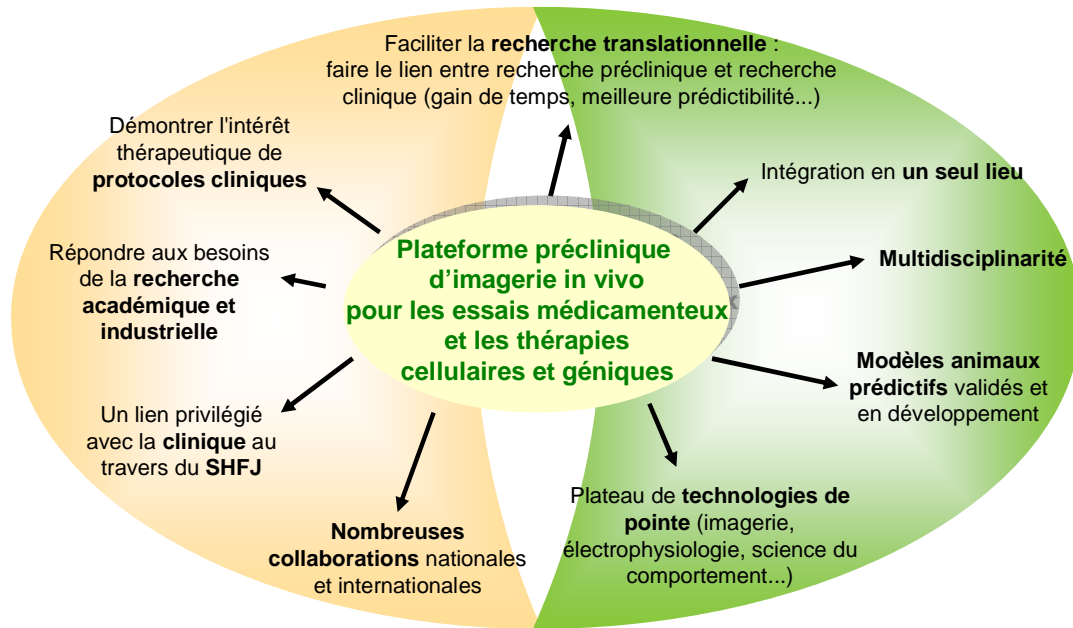 Faciliter la recherche translationnelle :
faire le lien entre recherche préclinique et recherche
clinique (gain de temps, meilleure prédictibilité...)
Démontrer l'intérêt
thérapeutique de
protocoles cliniques
Intégration en un seul lieu
Répondre aux besoins
de la recherche
académique et
industrielle
Plateforme préclinique
d’imagerie in vivo
pour les essais médicamenteux
et les thérapies
cellulaires et géniques
Multidisciplinarité
Modèles animaux
prédictifs validés et
en développement
Un lien privilégié
avec la clinique au
travers du SHFJ
Nombreuses
collaborations nationales
et internationales
Plateau de technologies de
pointe (imagerie,
électrophysiologie, science du
comportement...)